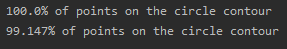 100.0% of points on the circle contour
99.147% of points on the circle contour